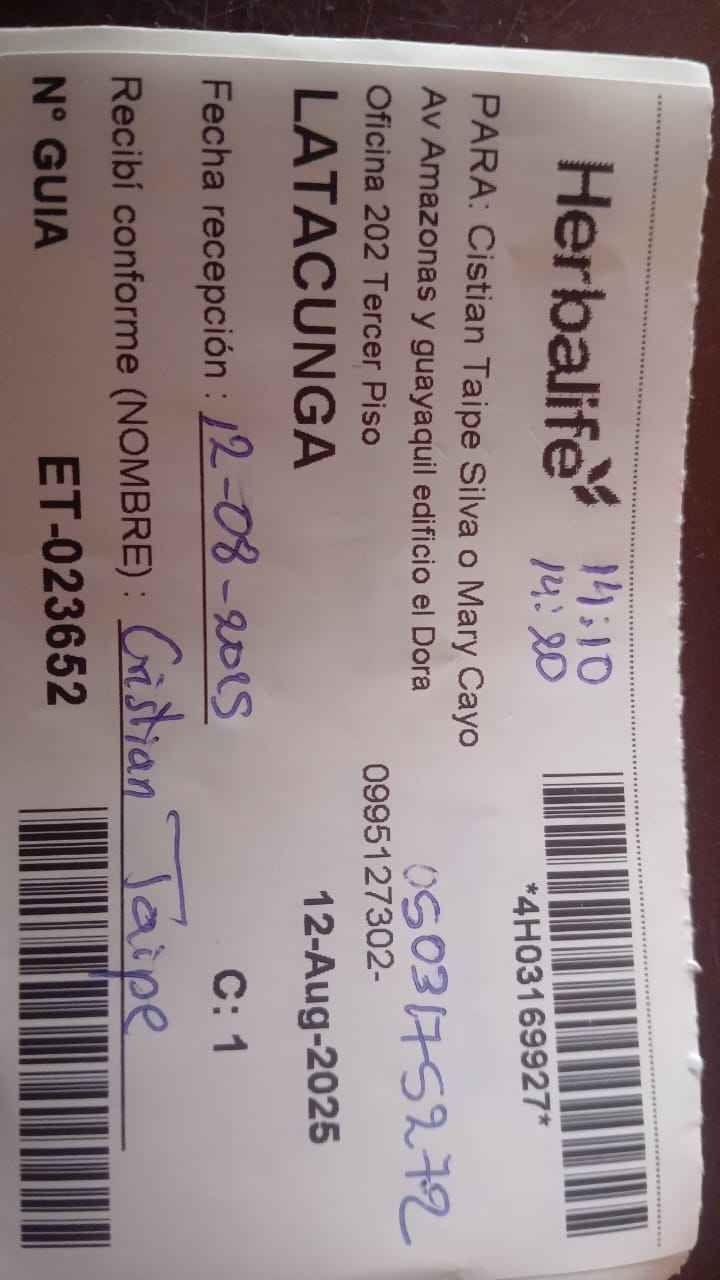 Herbalife
14:10
14:20
*4H03169927*
PARA: Cistian Taipe Silva o Mary Cayo
Av Amazonas y guayaquil edificio el Dora
0503175272
Oficina 202 Tercer Piso
0995127302-
LATACUNGA
12-Aug-2025
Fecha recepción : 12-08-2025
C: 1
Recibí conforme (NOMBRE) : Cristian Taipe
N° GUIA
ET-023652